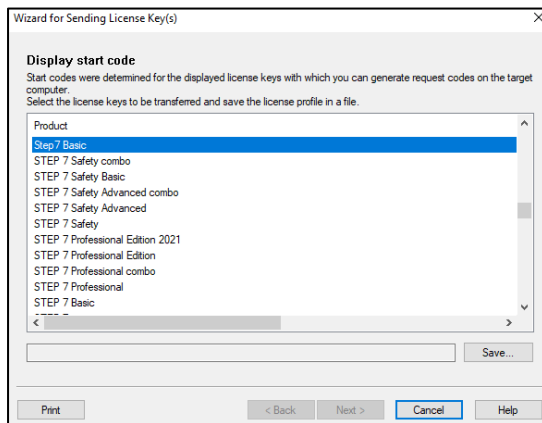 Wizard for Sending License Key(s)
Display start code
Start codes were determined for the displayed license keys with which you can generate request codes on the target
computer.
Select the license keys to be transferred and save the license profile in a file.
Product
Step7 Basic
STEP 7 Safety combo
STEP 7 Safety Basic
STEP 7 Safety Advanced combo
STEP 7 Safety Advanced
STEP 7 Safety
STEP 7 Professional Edition 2021
STEP 7 Professional Edition
STEP 7 Professional combo
STEP 7 Professional
STEP 7 Basic
Save...
Print
< Back
Next >
Cancel
Help